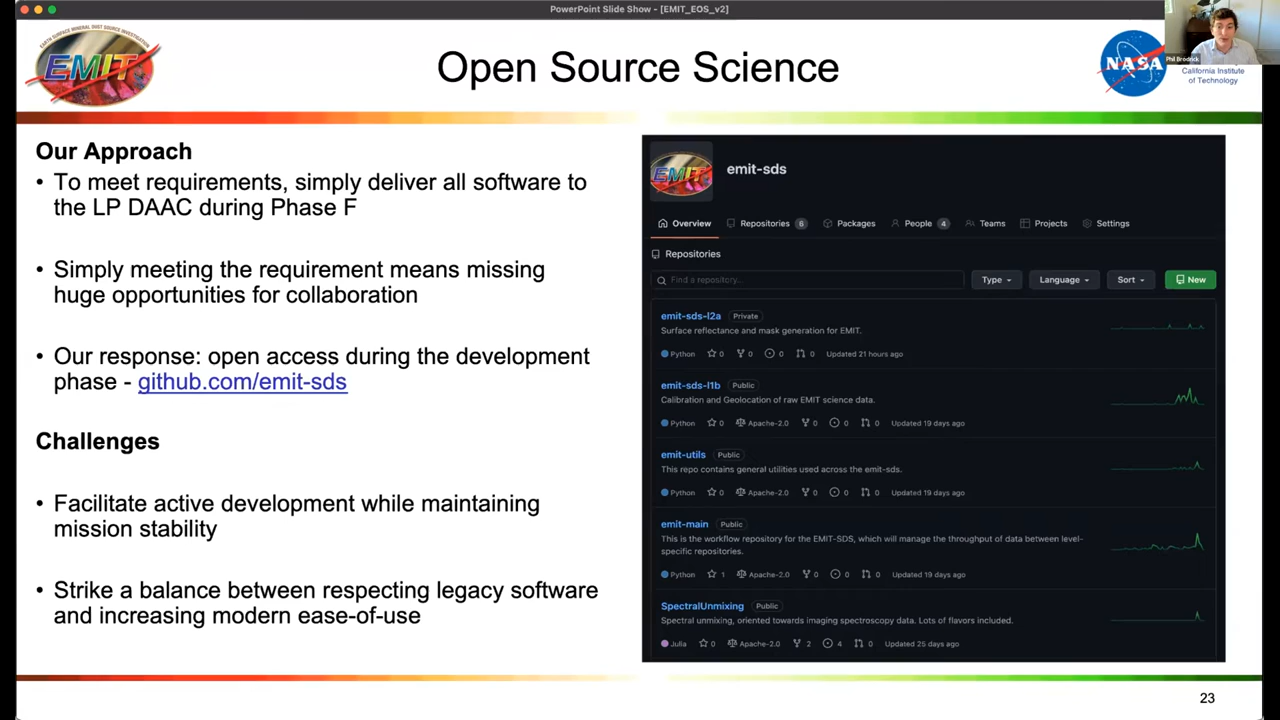 PowerPoint Slide Show - [EMIT_EOS_v2]
EARTH SURFACE MINERAL DUST SOURCE INVESTIGATION
EMIT
Open Source Science
NASA
Phil Brodrick
California Institute
of Technology
Our Approach
• To meet requirements, simply deliver all software to
the LP DAAC during Phase F
• Simply meeting the requirement means missing
huge opportunities for collaboration
• Our response: open access during the development
phase - github.com/emit-sds
Challenges
• Facilitate active development while maintaining
mission stability
• Strike a balance between respecting legacy software
and increasing modern ease-of-use
EMIT
emit-sds
Overview Repositories 6 Packages People 4 Teams Projects Settings
Repositories
Find a repository... Type Language Sort New
emit-sds-l2a Private
Surface reflectance and mask generation for EMIT.
Python 0 0 0 0 Updated 21 hours ago
emit-sds-l1b Public
Calibration and Geolocation of raw EMIT science data.
Python 0 Apache-2.0 0 0 0 Updated 19 days ago
emit-utils Public
This repo contains general utilities used across the emit-sds.
Python 0 Apache-2.0 0 0 0 Updated 19 days ago
emit-main Public
This is the workflow repository for the EMIT-SDS, which will manage the throughput of data between level-
specific repositories.
Python 1 Apache-2.0 0 0 0 Updated 19 days ago
SpectralUnmixing Public
Spectral unmixing, oriented towards imaging spectroscopy data. Lots of flavors included.
Julia 0 Apache-2.0 2 4 0 Updated 25 days ago
23